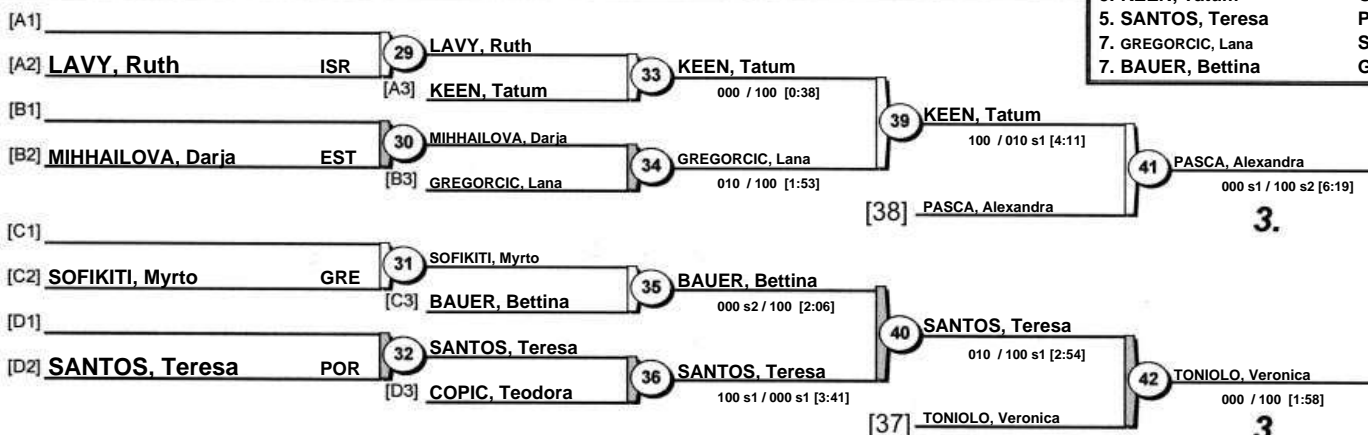 5. SANTOS, Teresa P
7. GREGORCIC, Lana S
7. BAUER, Bettina G
[A1]
[A2] LAVY, Ruth ISR
29
LAVY, Ruth
[A3] KEEN, Tatum
33
KEEN, Tatum
000 / 100 [0:38]
[B1]
[B2] MIHHAILOVA, Darja EST
30
MIHHAILOVA, Darja
[B3] GREGORCIC, Lana
34
GREGORCIC, Lana
010 / 100 [1:53]
39
KEEN, Tatum
100 / 010 s1 [4:11]
[38] PASCA, Alexandra
41
PASCA, Alexandra
000 s1 / 100 s2 [6:19]
3.
[C1]
[C2] SOFIKITI, Myrto GRE
31
SOFIKITI, Myrto
[C3] BAUER, Bettina
35
BAUER, Bettina
000 s2 / 100 [2:06]
[D1]
[D2] SANTOS, Teresa POR
32
SANTOS, Teresa
[D3] COPIC, Teodora
36
SANTOS, Teresa
100 s1 / 000 s1 [3:41]
40
SANTOS, Teresa
010 / 100 s1 [2:54]
[37] TONIOLO, Veronica
42
TONIOLO, Veronica
000 / 100 [1:58]
3